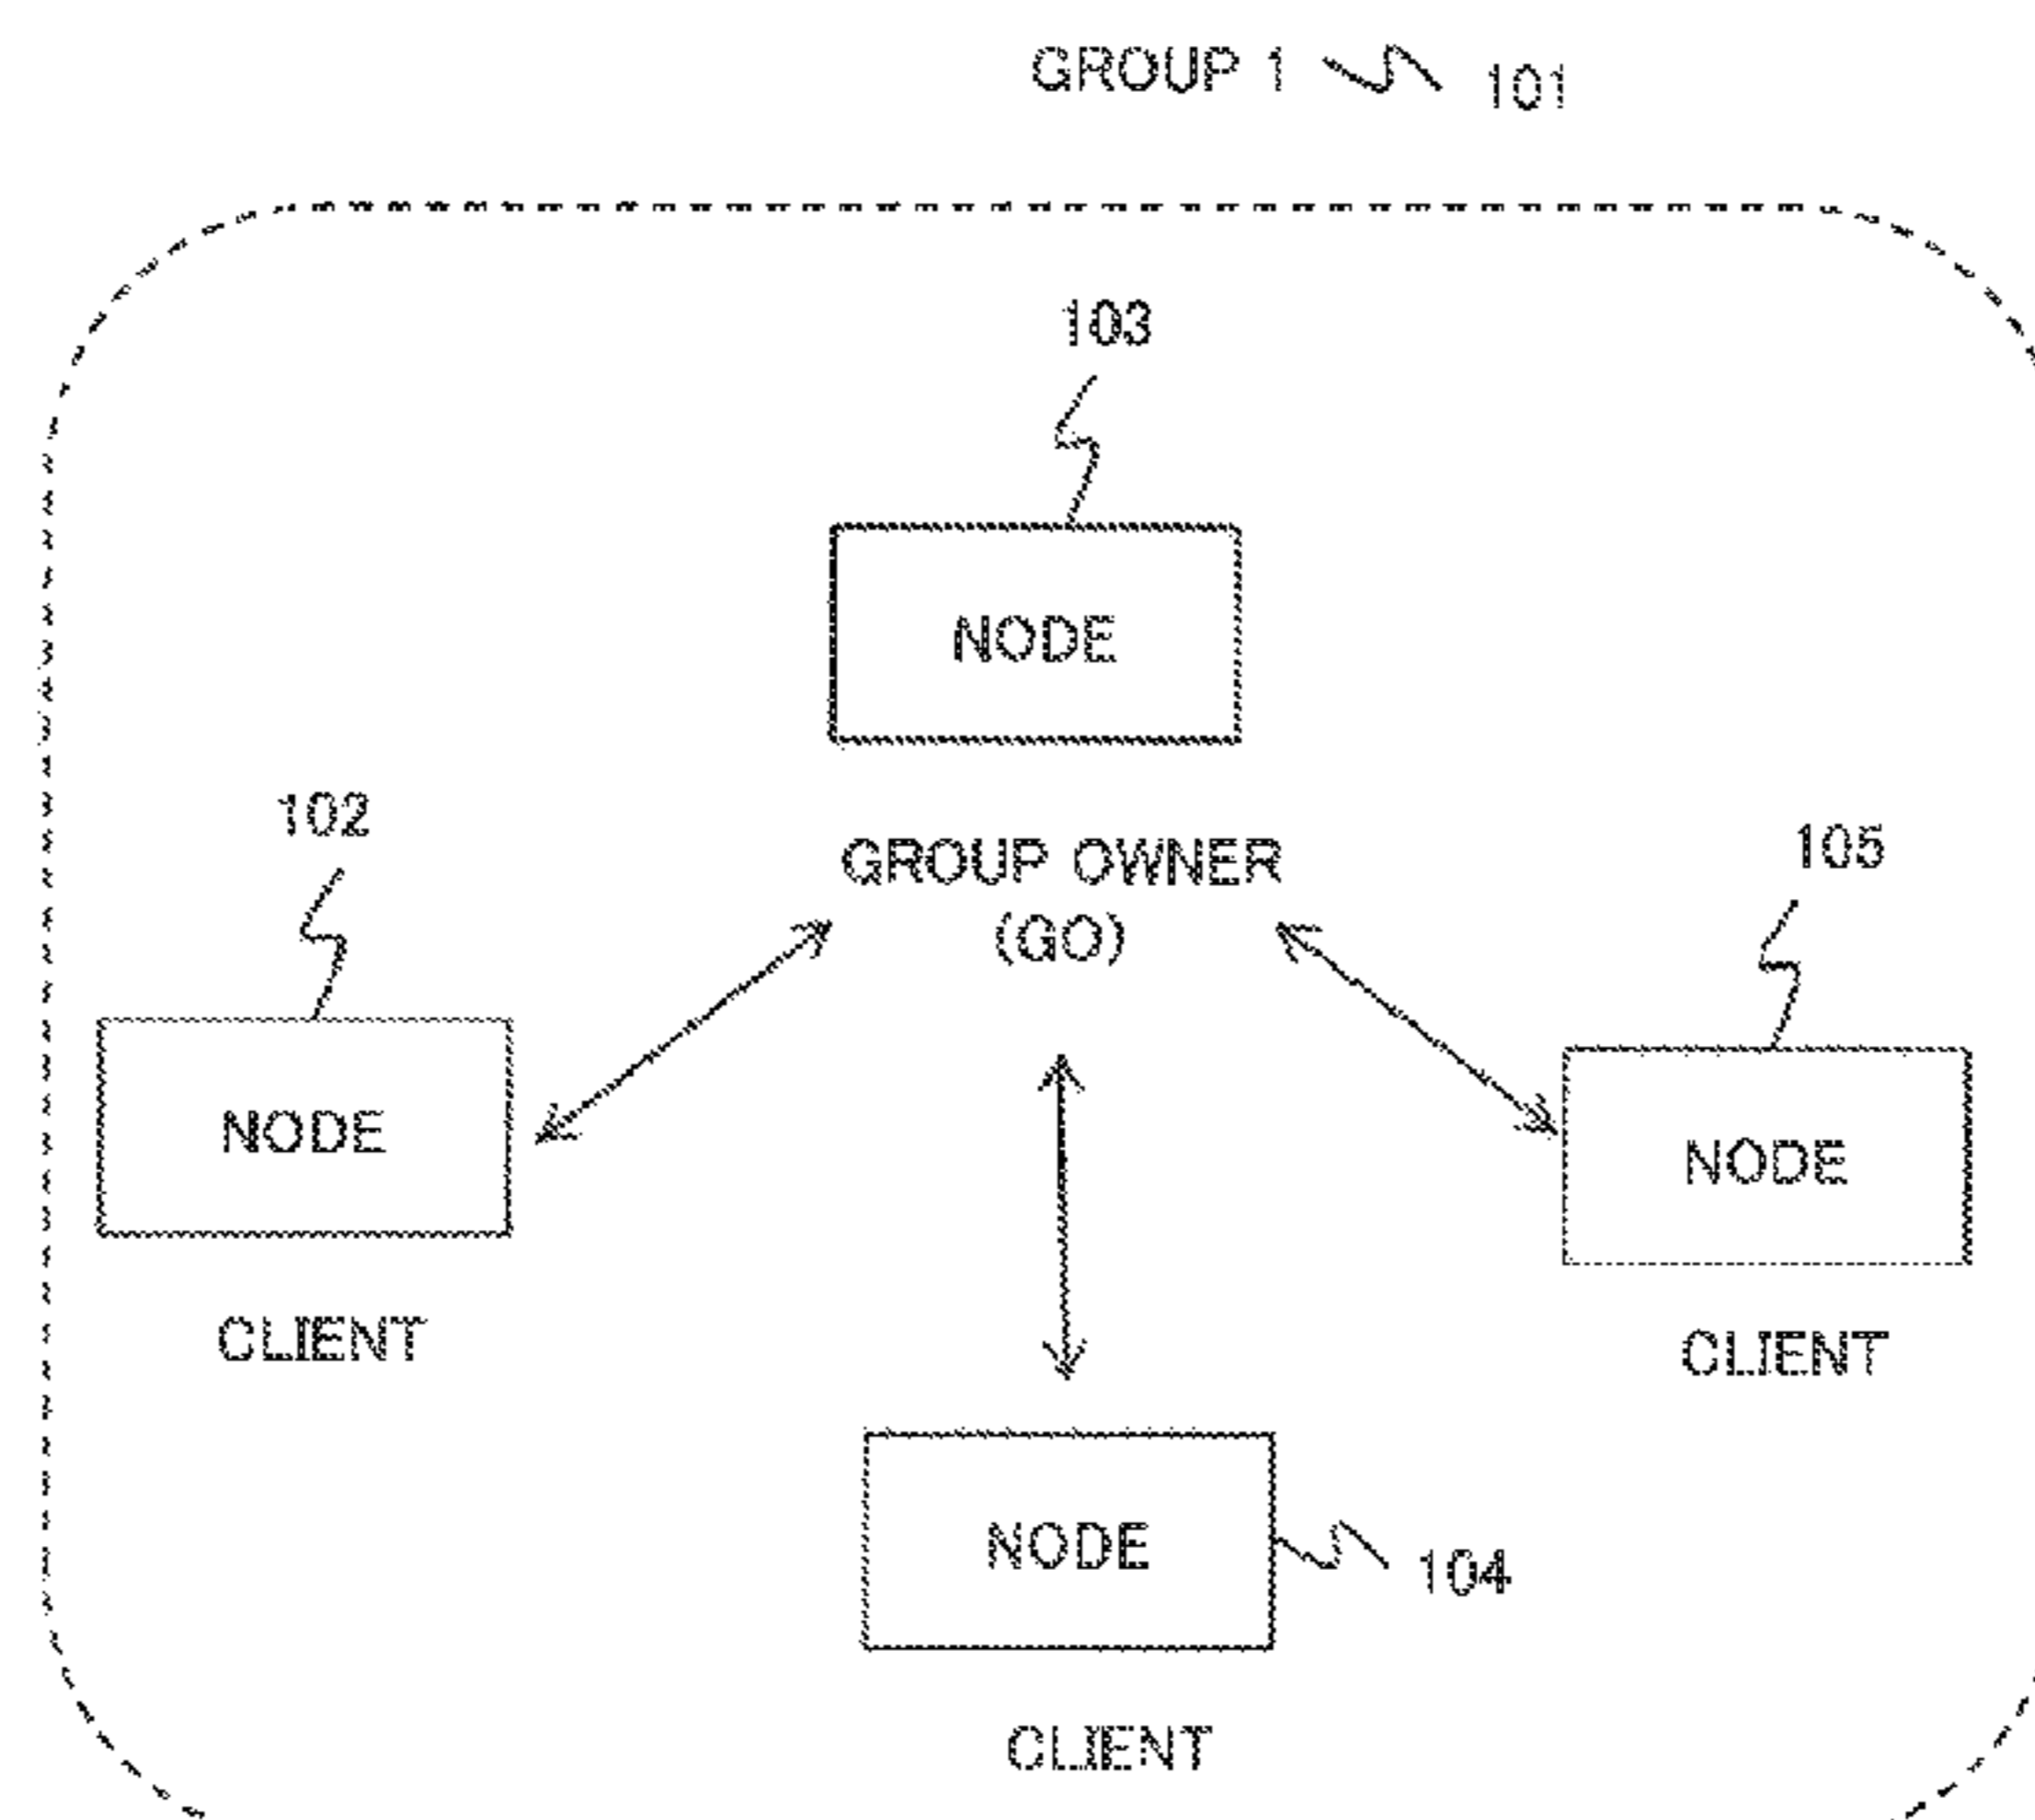 GROUP 1 101
103
NODE
GROUP OWNER
(GO)
102
NODE
CLIENT
105
NODE
CLIENT
NODE
104
CLIENT